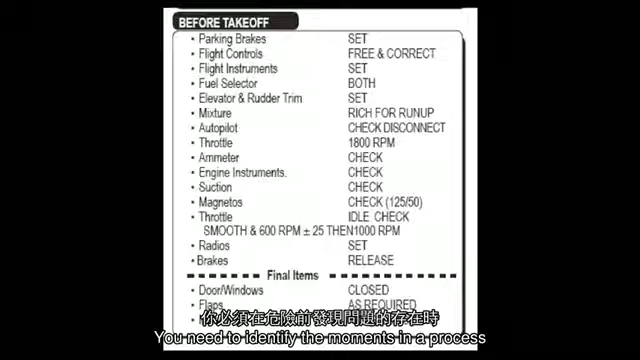 BEFORE TAKEOFF
• Parking Brakes SET
• Flight Controls FREE & CORRECT
• Flight Instruments SET
• Fuel Selector BOTH
• Elevator & Rudder Trim SET
• Mixture RICH FOR RUNUP
• Autopilot CHECK DISCONNECT
• Throttle 1800 RPM
• Ammeter CHECK
• Engine Instruments. CHECK
• Suction CHECK
• Magnetos CHECK (125/50)
• Throttle IDLE CHECK
SMOOTH & 600 RPM ± 25 THEN1000 RPM
• Radios SET
• Brakes RELEASE
Final Items
• Door/Windows CLOSED
• Flaps AS REQUIRED
你必須在危險前發現問題的存在時
You need to identify the moments in a process